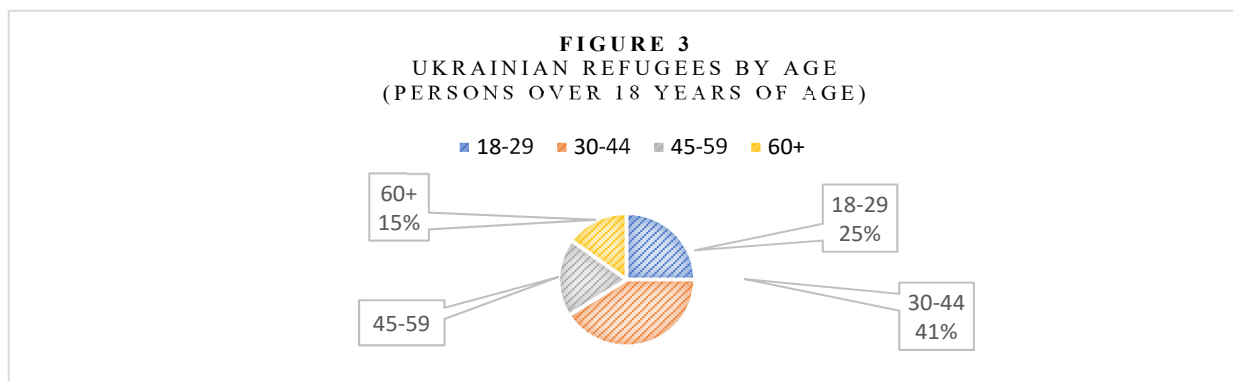 FIGURE 3
UKRAINIAN REFUGEES BY AGE
(PERSONS OVER 18 YEARS OF AGE)
18-29 30-44 45-59 60+
60+
15%
18-29
25%
45-59
30-44
41%